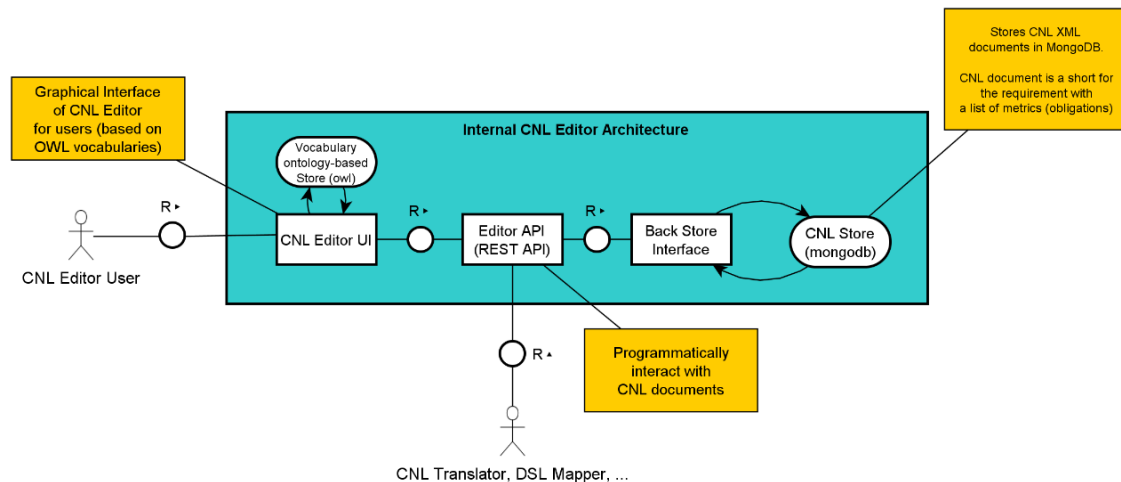 Stores CNL XML
documents in MongoDB.
CNL document is a short for
the requirement with
a list of metrics (obligations)
Graphical Interface
of CNL Editor
for users (based on
OWL vocabularies)
Internal CNL Editor Architecture
Vocabulary
ontology-based
Store (owl)
R ►
CNL Editor User
CNL Editor UI
R ►
Editor API
(REST API)
R ►
Back Store
Interface
CNL Store
(mongodb)
R ▲
Programmatically
interact with
CNL documents
CNL Translator, DSL Mapper, ...